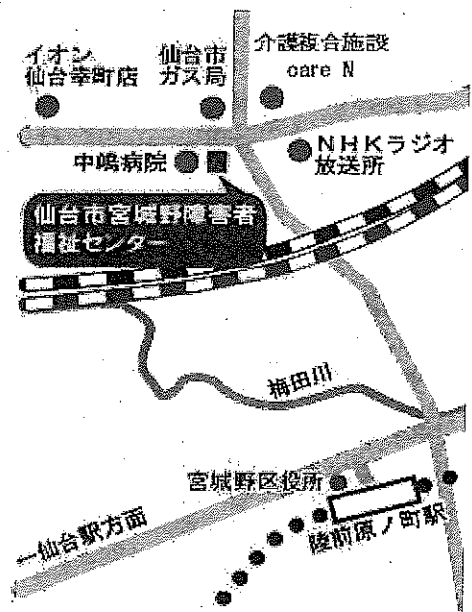 イオン
仙台幸町店
仙台市
ガス局
介護複合施設
care N
中嶋病院
NHKラジオ
放送所
仙台市宮城野障害者
福祉センター
梅田川
宮城野区役所
仙台駅方面
陸前原ノ町駅